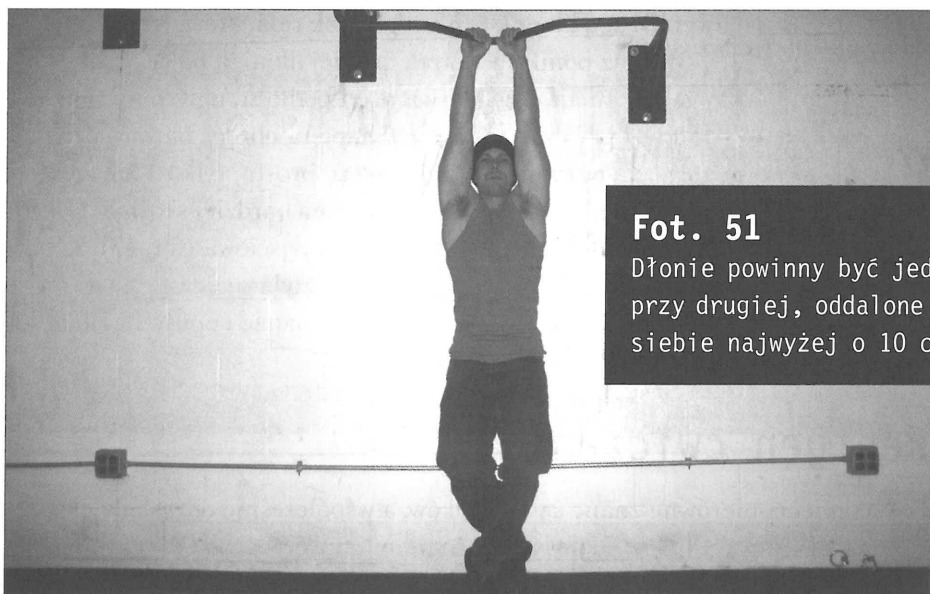 Fot. 51
Dłonie powinny być jed
przy drugiej, oddalone
siebie najwyżej o 10 c